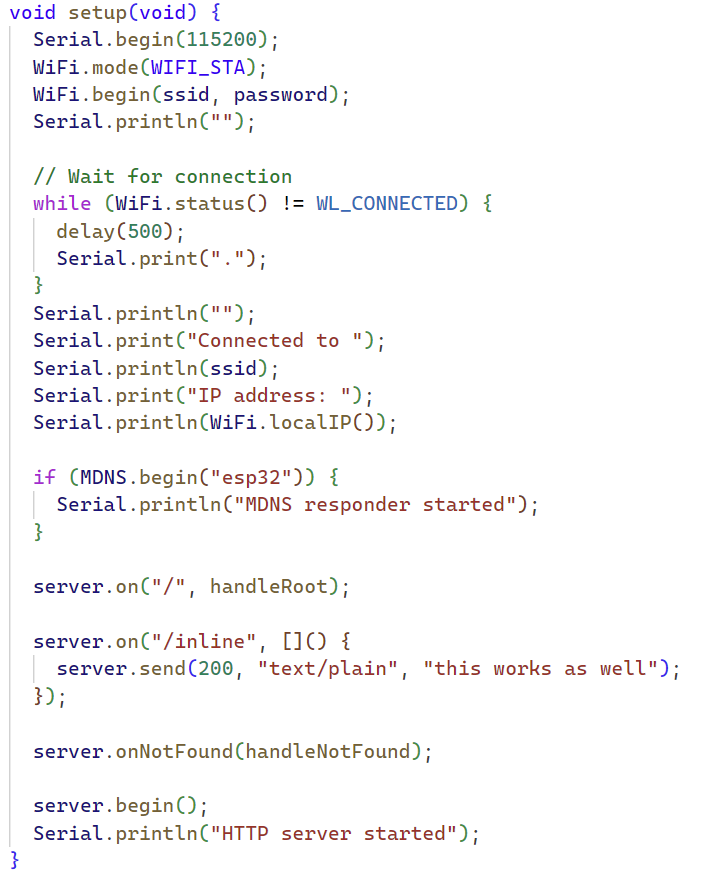 void setup(void) {
  Serial.begin(115200);
  WiFi.mode(WIFI_STA);
  WiFi.begin(ssid, password);
  Serial.println("");

  // Wait for connection
  while (WiFi.status() != WL_CONNECTED) {
    delay(500);
    Serial.print(".");
  }
  Serial.println("");
  Serial.print("Connected to ");
  Serial.println(ssid);
  Serial.print("IP address: ");
  Serial.println(WiFi.localIP());

  if (MDNS.begin("esp32")) {
    Serial.println("MDNS responder started");
  }

  server.on("/", handleRoot);

  server.on("/inline", []() {
    server.send(200, "text/plain", "this works as well");
  });

  server.onNotFound(handleNotFound);

  server.begin();
  Serial.println("HTTP server started");
}